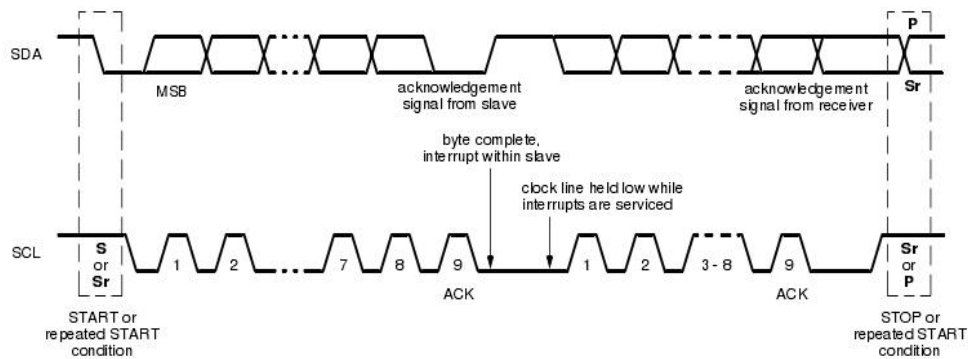 P
SDA
MSB
acknowledgement
signal from slave
acknowledgement
signal from receiver
Sr
byte complete,
interrupt within slave
clock line held low while
interrupts are serviced
SCL
S
or
Sr
1
2
7
8
9
1
2
3 - 8
9
Sr
or
P
ACK
ACK
START or
repeated START
condition
STOP or
repeated START
condition